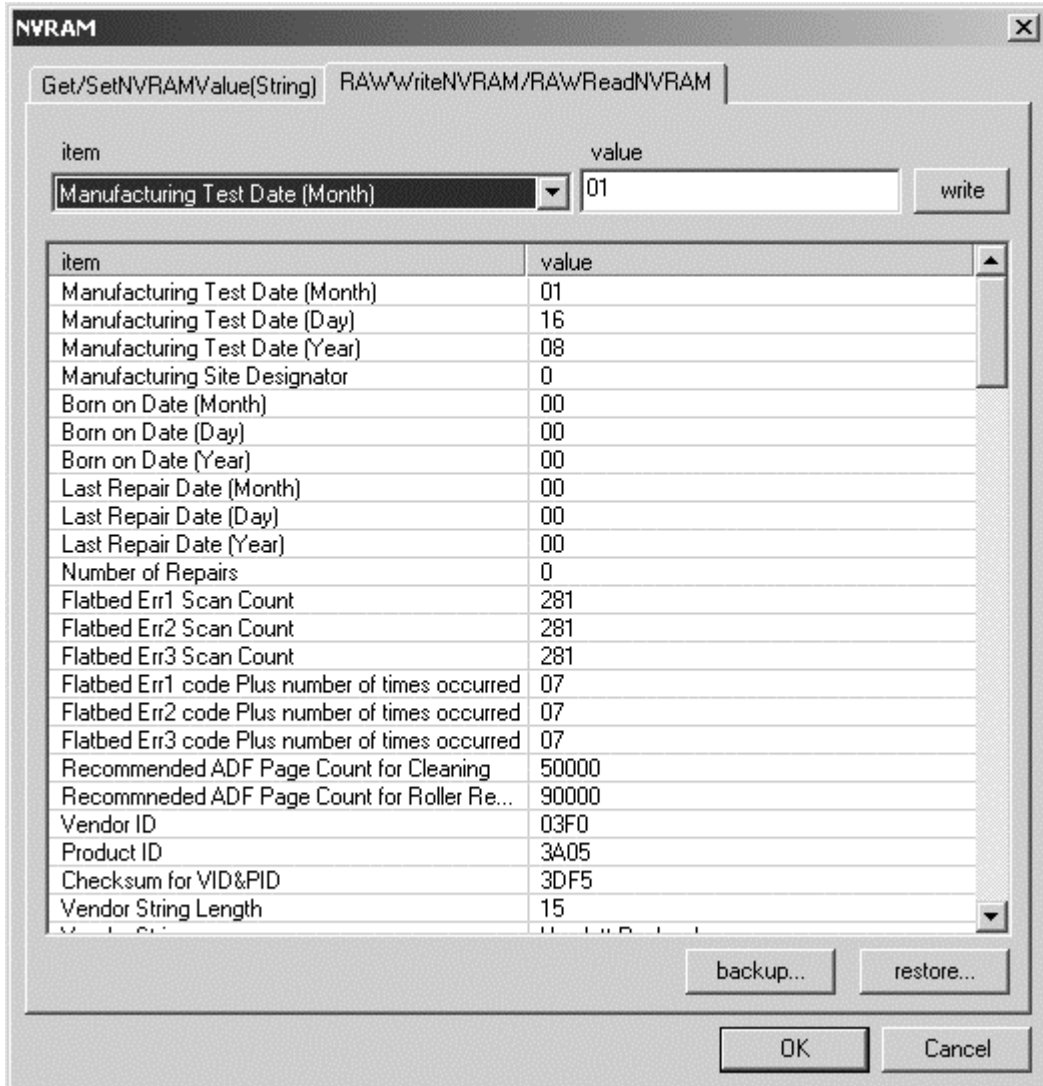 NVRAM
Get/SetNVRAMValue(String) RAWWriteNVRAM/RAWReadNVRAM
item value
Manufacturing Test Date (Month) 01 write
item value
Manufacturing Test Date (Month) 01
Manufacturing Test Date (Day) 16
Manufacturing Test Date (Year) 08
Manufacturing Site Designator 0
Born on Date (Month) 00
Born on Date (Day) 00
Born on Date (Year) 00
Last Repair Date (Month) 00
Last Repair Date (Day) 00
Last Repair Date (Year) 00
Number of Repairs 0
Flatbed Err1 Scan Count 281
Flatbed Err2 Scan Count 281
Flatbed Err3 Scan Count 281
Flatbed Err1 code Plus number of times occurred 07
Flatbed Err2 code Plus number of times occurred 07
Flatbed Err3 code Plus number of times occurred 07
Recommended ADF Page Count for Cleaning 50000
Recommneded ADF Page Count for Roller Re... 90000
Vendor ID 03F0
Product ID 3A05
Checksum for VID&PID 3DF5
Vendor String Length 15
backup... restore...
OK Cancel